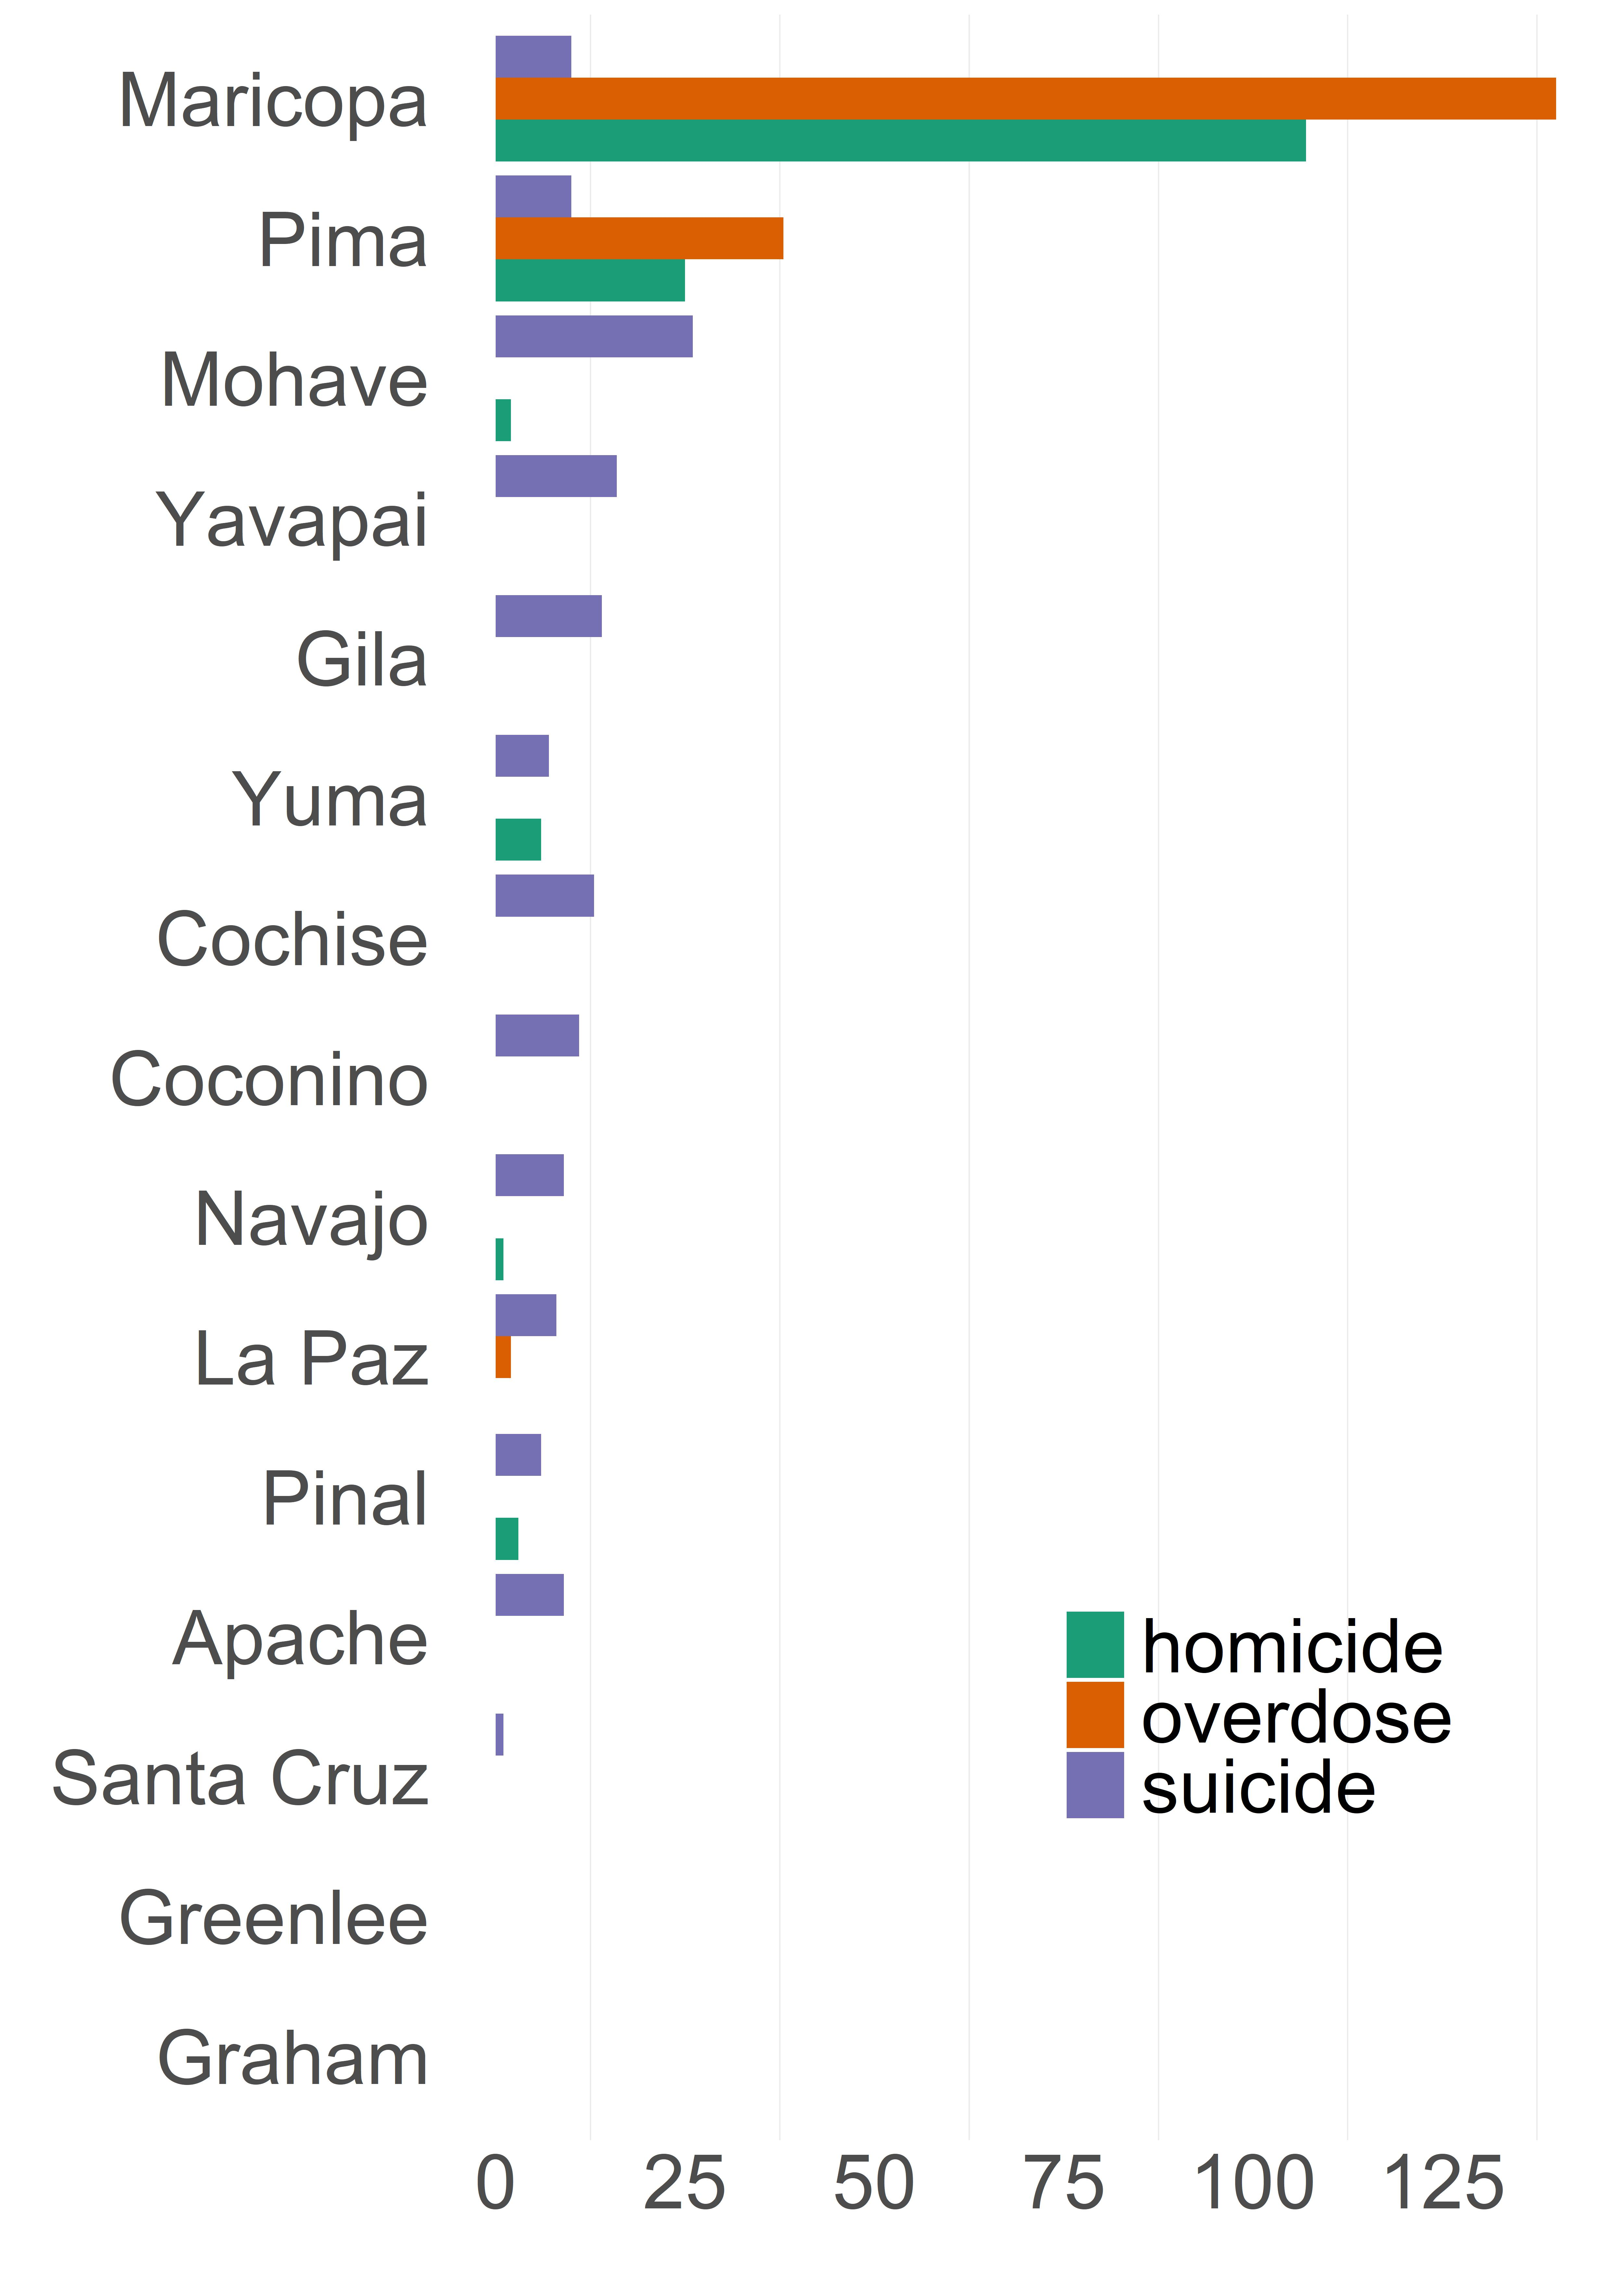 Maricopa
Pima
Mohave
Yavapai
Gila
Yuma
Cochise
Coconino
Navajo
La Paz
Pinal
Apache
Santa Cruz
Greenlee
Graham
homicide
overdose
suicide
0 25 50 75 100 125